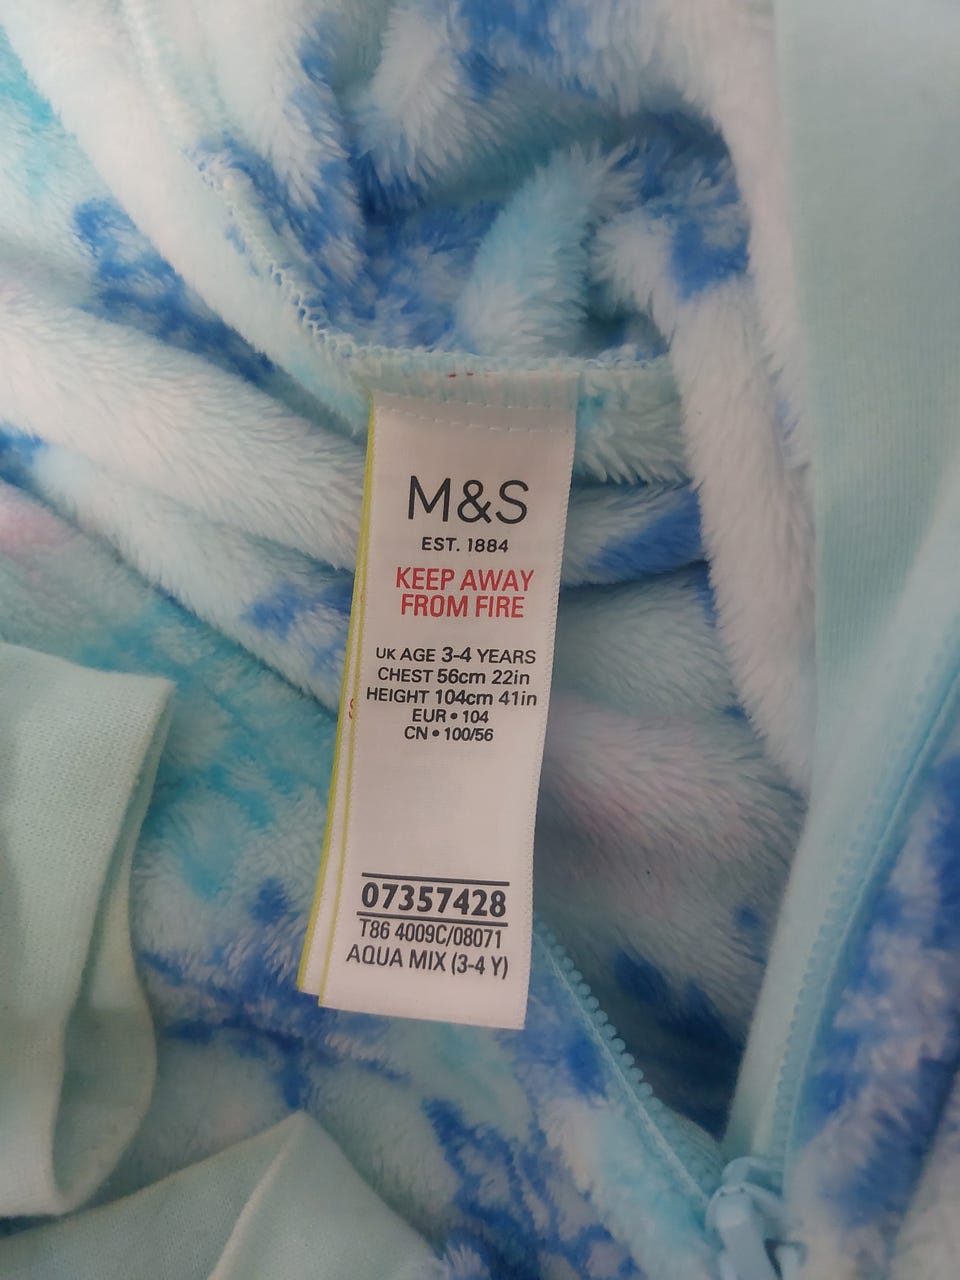 M&S
EST. 1884
KEEP AWAY
FROM FIRE
UK AGE 3-4 YEARS
CHEST 56cm 22in
HEIGHT 104cm 41in
EUR • 104
CN • 100/56
07357428
T86 4009C/08071
AQUA MIX (3-4 Y)